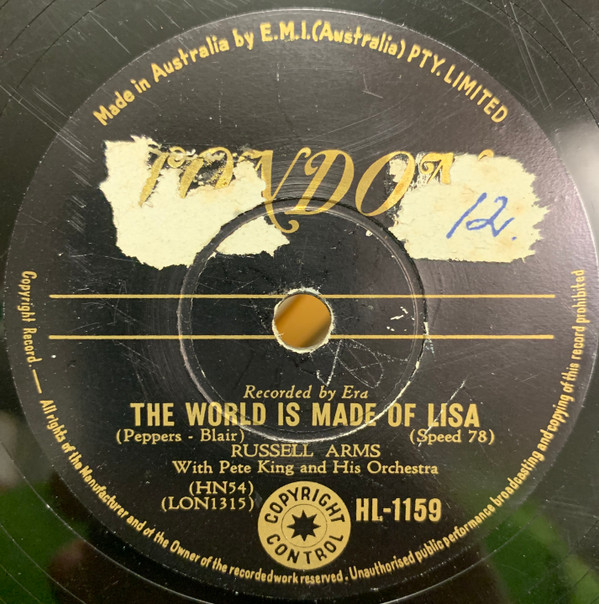 Made in Australia by E.M.I.(Australia) PTY. LIMITED
LONDON
12.
Recorded by Era
THE WORLD IS MADE OF LISA
(Peppers - Blair) (Speed 78)
RUSSELL ARMS
With Pete King and His Orchestra
(HN54)
(LON1315)
COPYRIGHT CONTROL
HL-1159
Copyright Record. — All rights of the Manufacturer and of the Owner of the recorded work reserved. Unauthorised public performance broadcasting and copying of this record prohibited